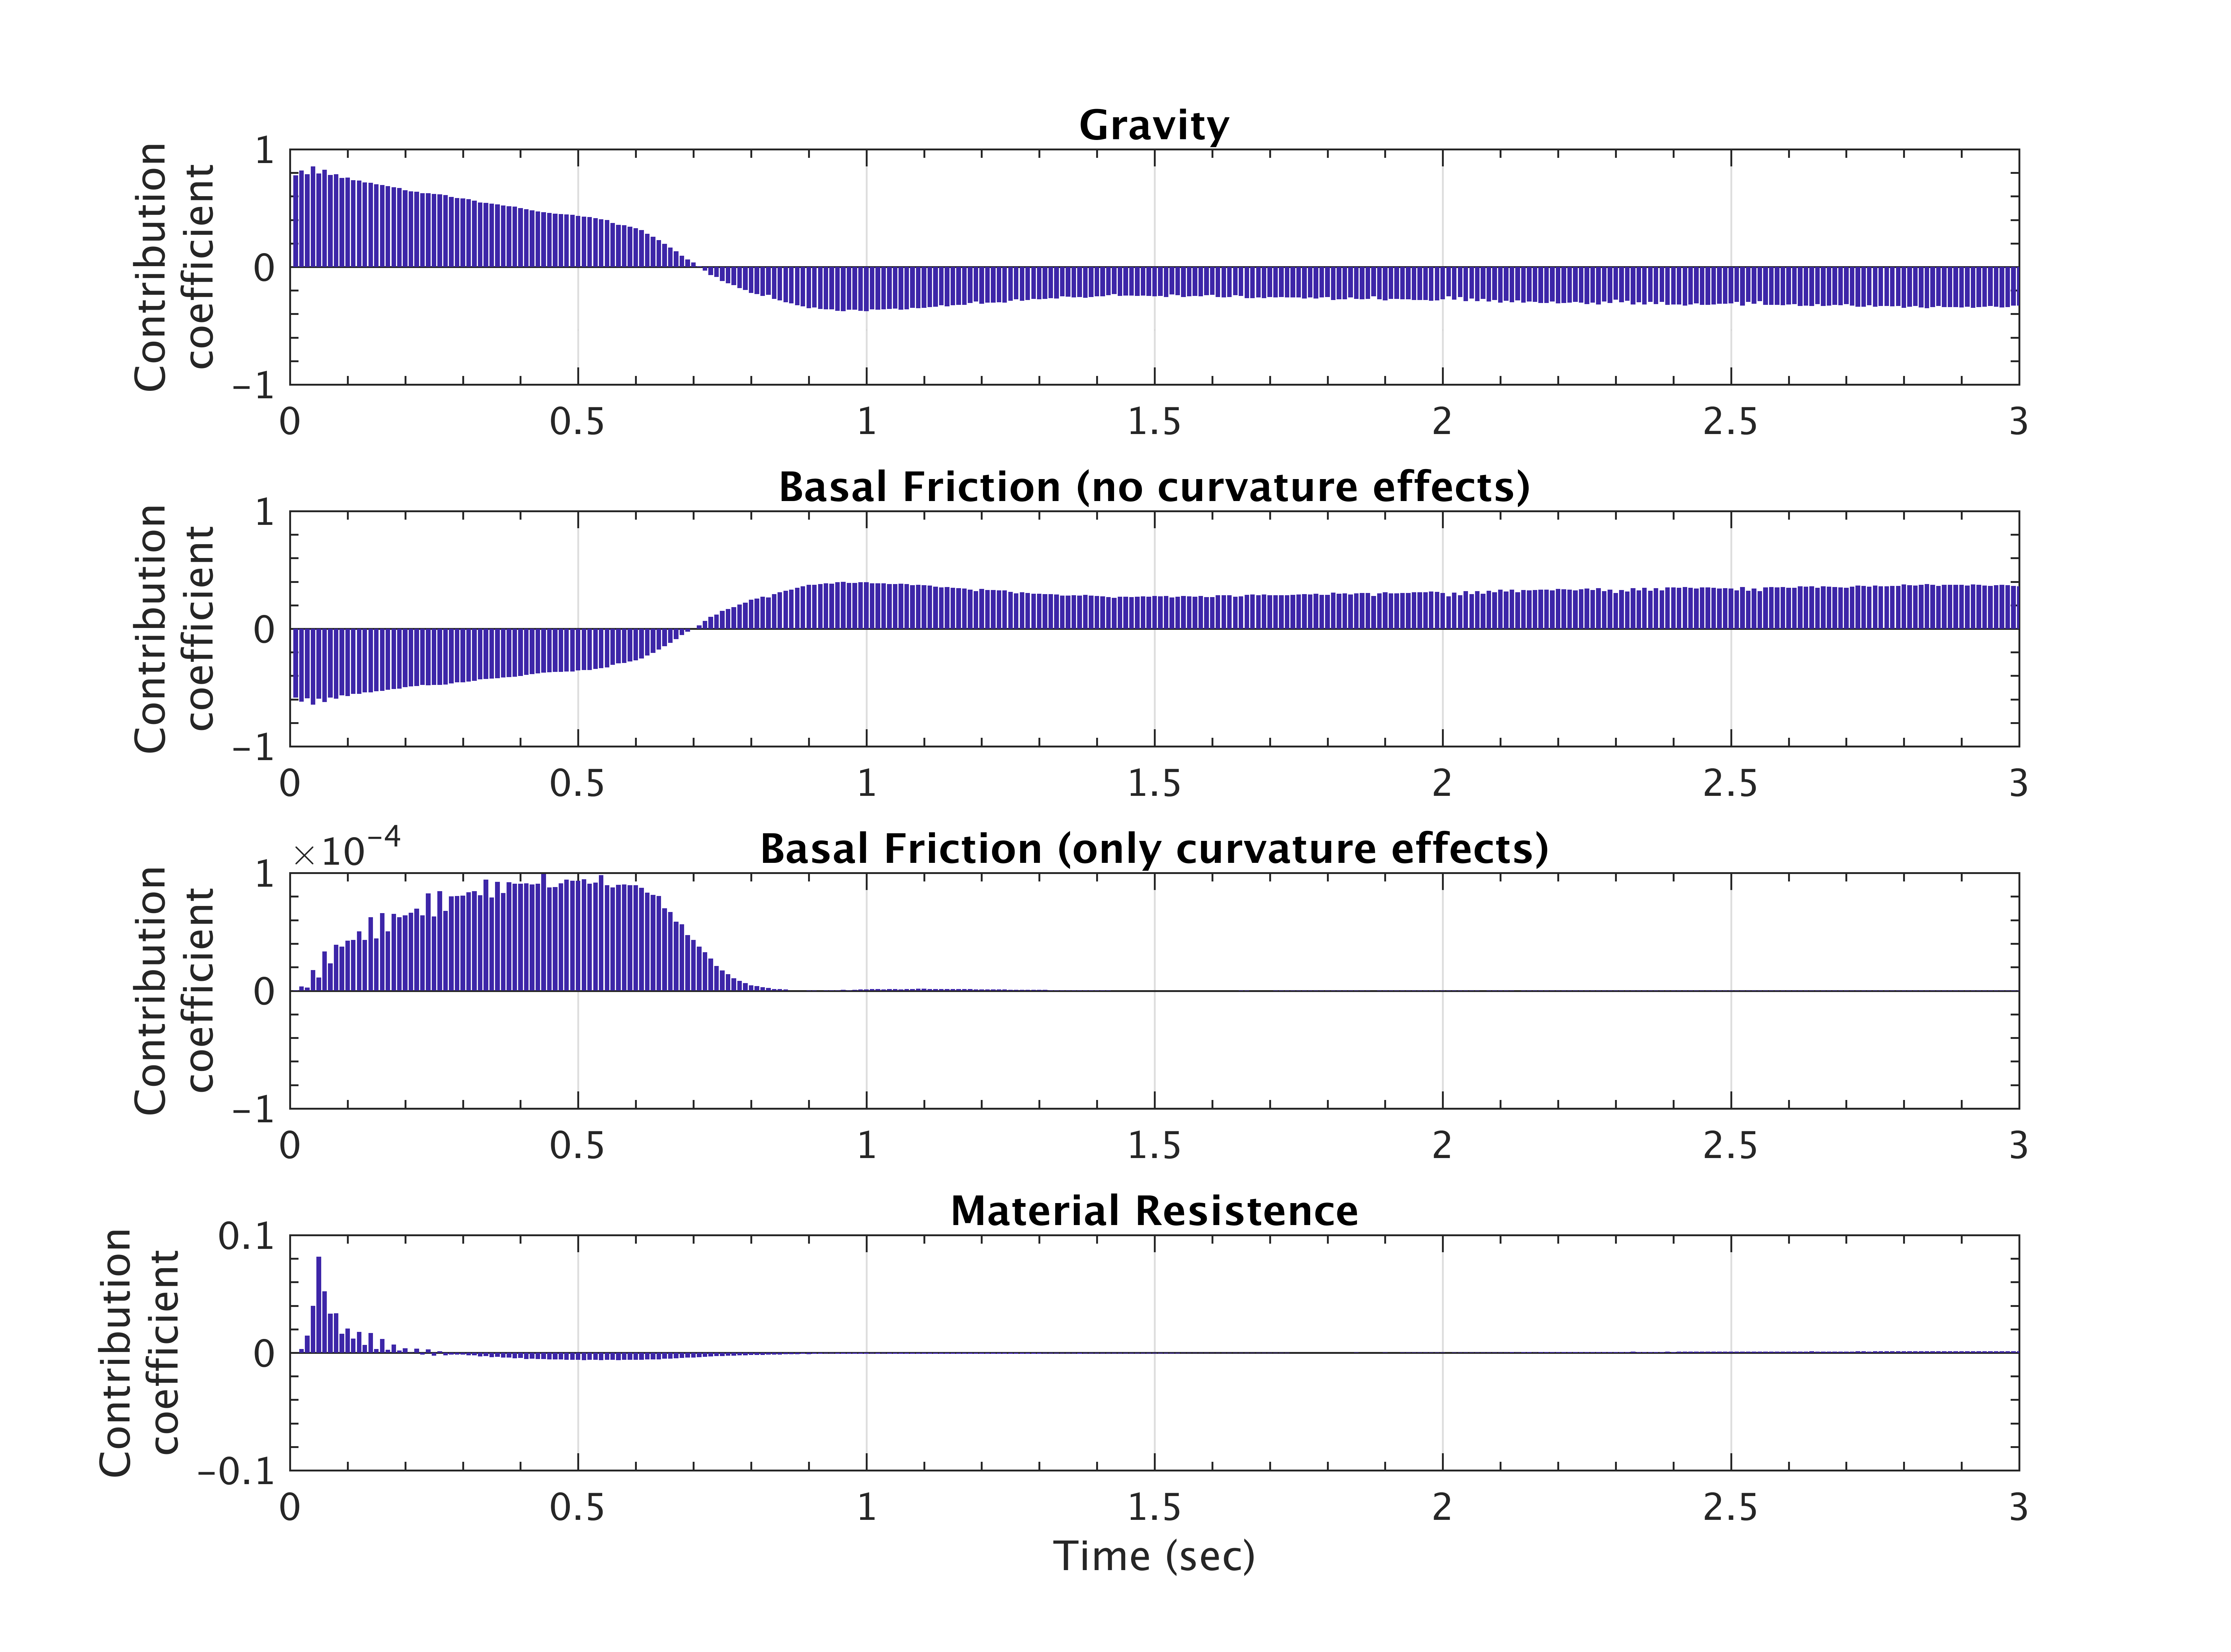 Gravity
Contribution
coefficient
1
0
−1
0 0.5 1 1.5 2 2.5 3
Basal Friction (no curvature effects)
Contribution
coefficient
1
0
−1
0 0.5 1 1.5 2 2.5 3
Basal Friction (only curvature effects)
×10⁻⁴
Contribution
coefficient
1
0
−1
0 0.5 1 1.5 2 2.5 3
Material Resistence
Contribution
coefficient
0.1
0
−0.1
0 0.5 1 1.5 2 2.5 3
Time (sec)